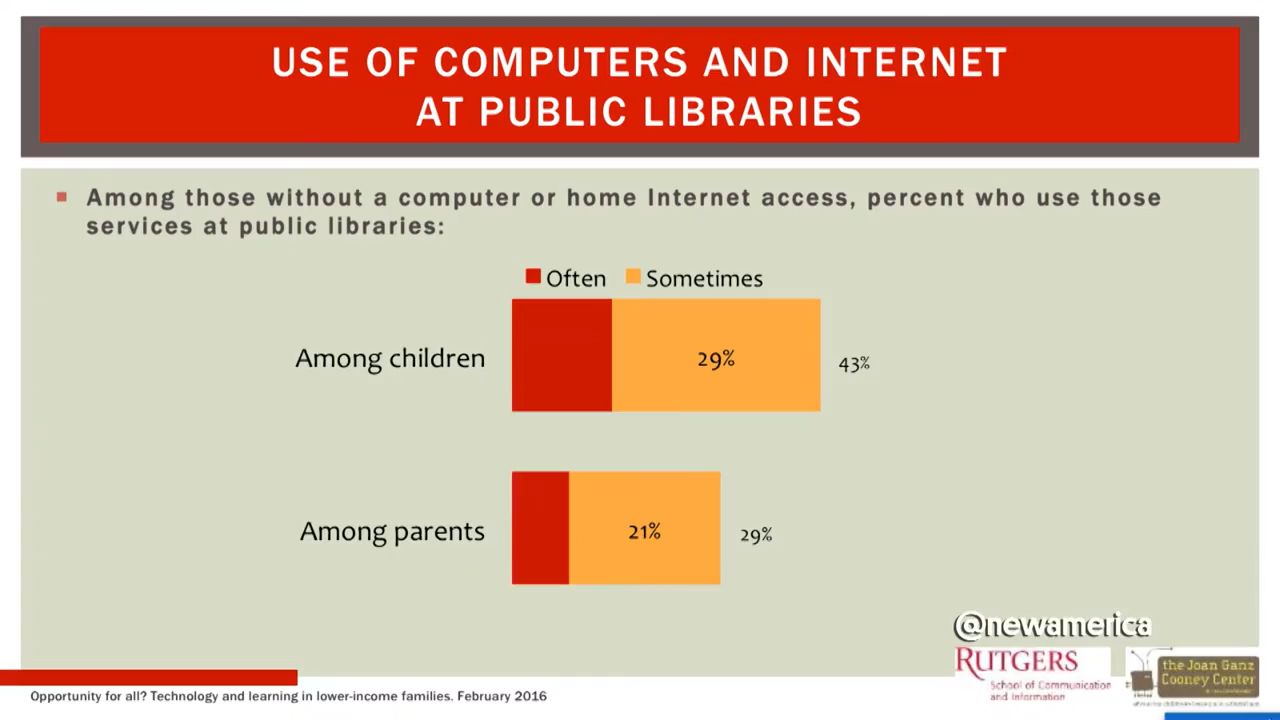 USE OF COMPUTERS AND INTERNET
AT PUBLIC LIBRARIES
Among those without a computer or home Internet access, percent who use those
services at public libraries:
Often Sometimes
Among children 29% 43%
Among parents 21% 29%
@newamerica
RUTGERS
School of Communication
and Information
the Joan Ganz
Cooney Center
Opportunity for all? Technology and learning in lower-income families. February 2016